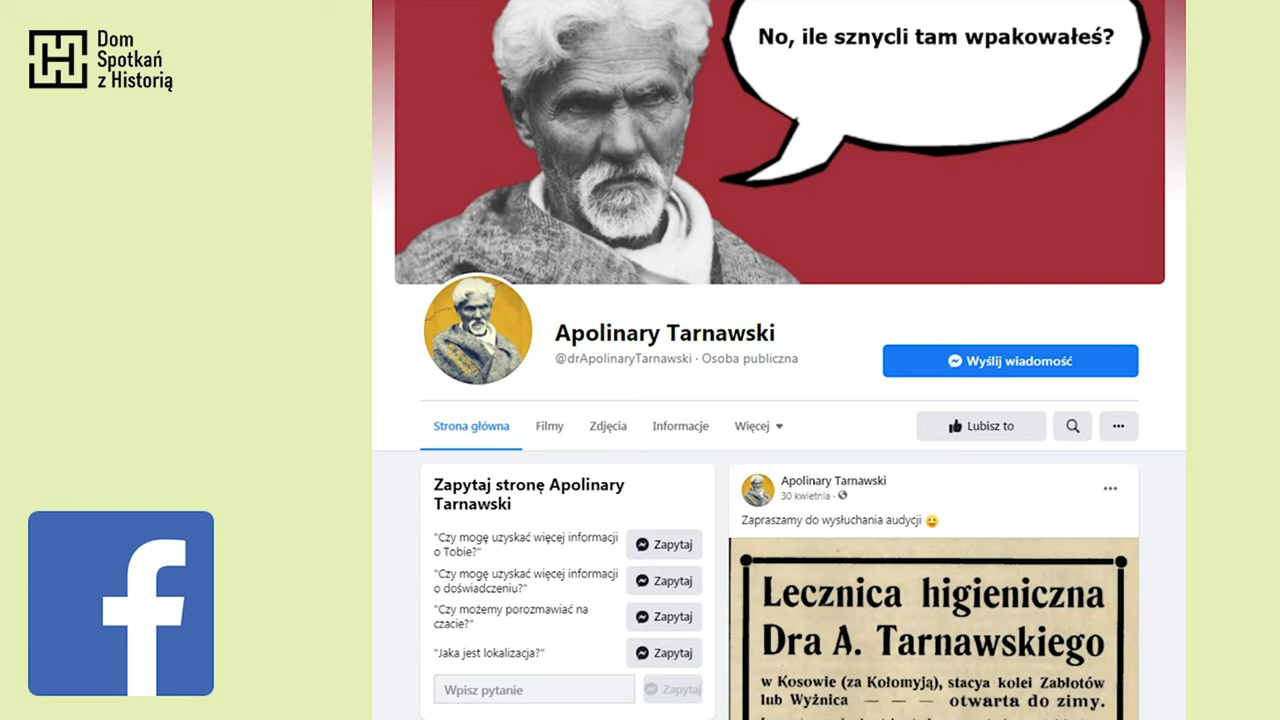 Dom
Spotkań
z Historią
No, ile sznycli tam wpakowałeś?
Apolinary Tarnawski
@drApolinaryTarnawski · Osoba publiczna
Wyślij wiadomość
Strona główna
Filmy
Zdjęcia
Informacje
Więcej
Lubisz to
Zapytaj stronę Apolinary
Tarnawski
"Czy mogę uzyskać więcej informacji
o Tobie?"
Zapytaj
"Czy mogę uzyskać więcej informacji
o doświadczeniu?"
Zapytaj
"Czy możemy porozmawiać na
czacie?"
Zapytaj
"Jaka jest lokalizacja?"
Zapytaj
Wpisz pytanie
Zapytaj
Apolinary Tarnawski
30 kwietnia ·
Zapraszamy do wysłuchania audycji 😀
Lecznica higieniczna
Dra A. Tarnawskiego
w Kosowie (za Kołomyją), stacya kolei Zabłotów
lub Wyżnica — — — otwarta do zimy.